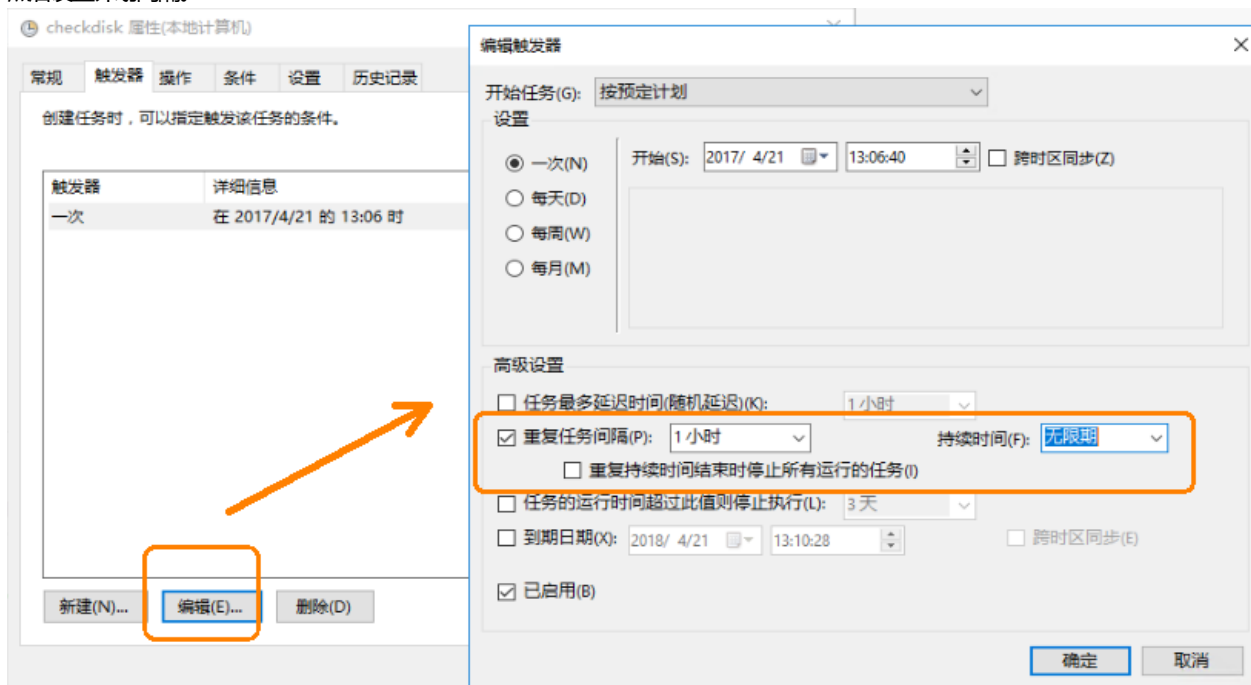 checkdisk 属性(本地计算机)
常规 触发器 操作 条件 设置 历史记录
创建任务时，可以指定触发该任务的条件。
触发器 详细信息
一次 在 2017/4/21 的 13:06 时
新建(N)... 编辑(E)... 删除(D)
编辑触发器
开始任务(G): 按预定计划
设置
一次(N) 开始(S): 2017/ 4/21 13:06:40 跨时区同步(Z)
每天(D)
每周(W)
每月(M)
高级设置
任务最多延迟时间(随机延迟)(K): 1 小时
重复任务间隔(P): 1 小时 持续时间(F): 无限期
重复持续时间结束时停止所有运行的任务(I)
任务的运行时间超过此值则停止执行(L): 3 天
到期日期(X): 2018/ 4/21 13:10:28 跨时区同步(E)
已启用(B)
确定 取消